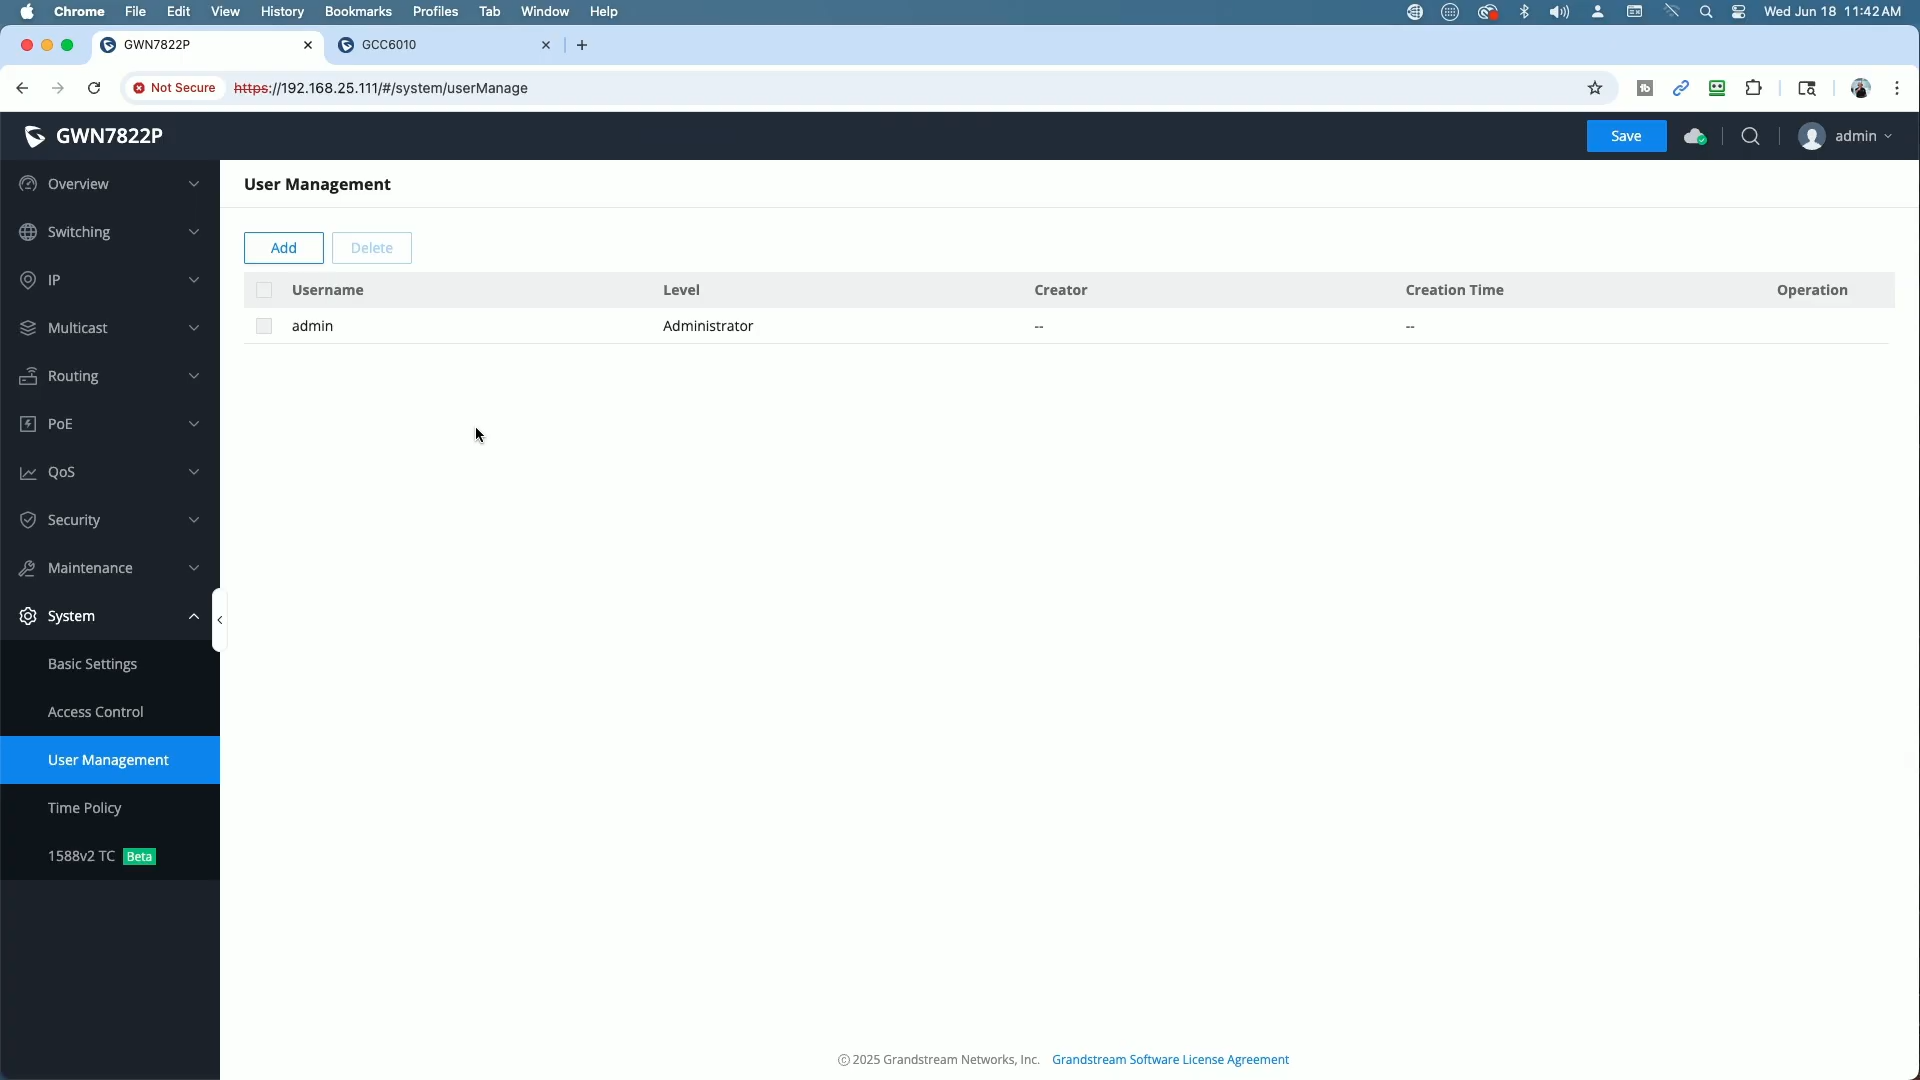 Chrome File Edit View History Bookmarks Profiles Tab Window Help Wed Jun 18 11:42 AM
GWN7822P GCC6010
Not Secure https://192.168.25.111/#/system/userManage
GWN7822P Save admin
Overview
Switching
IP
Multicast
Routing
PoE
QoS
Security
Maintenance
System
Basic Settings
Access Control
User Management
Time Policy
1588v2 TC Beta
User Management
Add Delete
Username Level Creator Creation Time Operation
admin Administrator -- --
© 2025 Grandstream Networks, Inc. Grandstream Software License Agreement